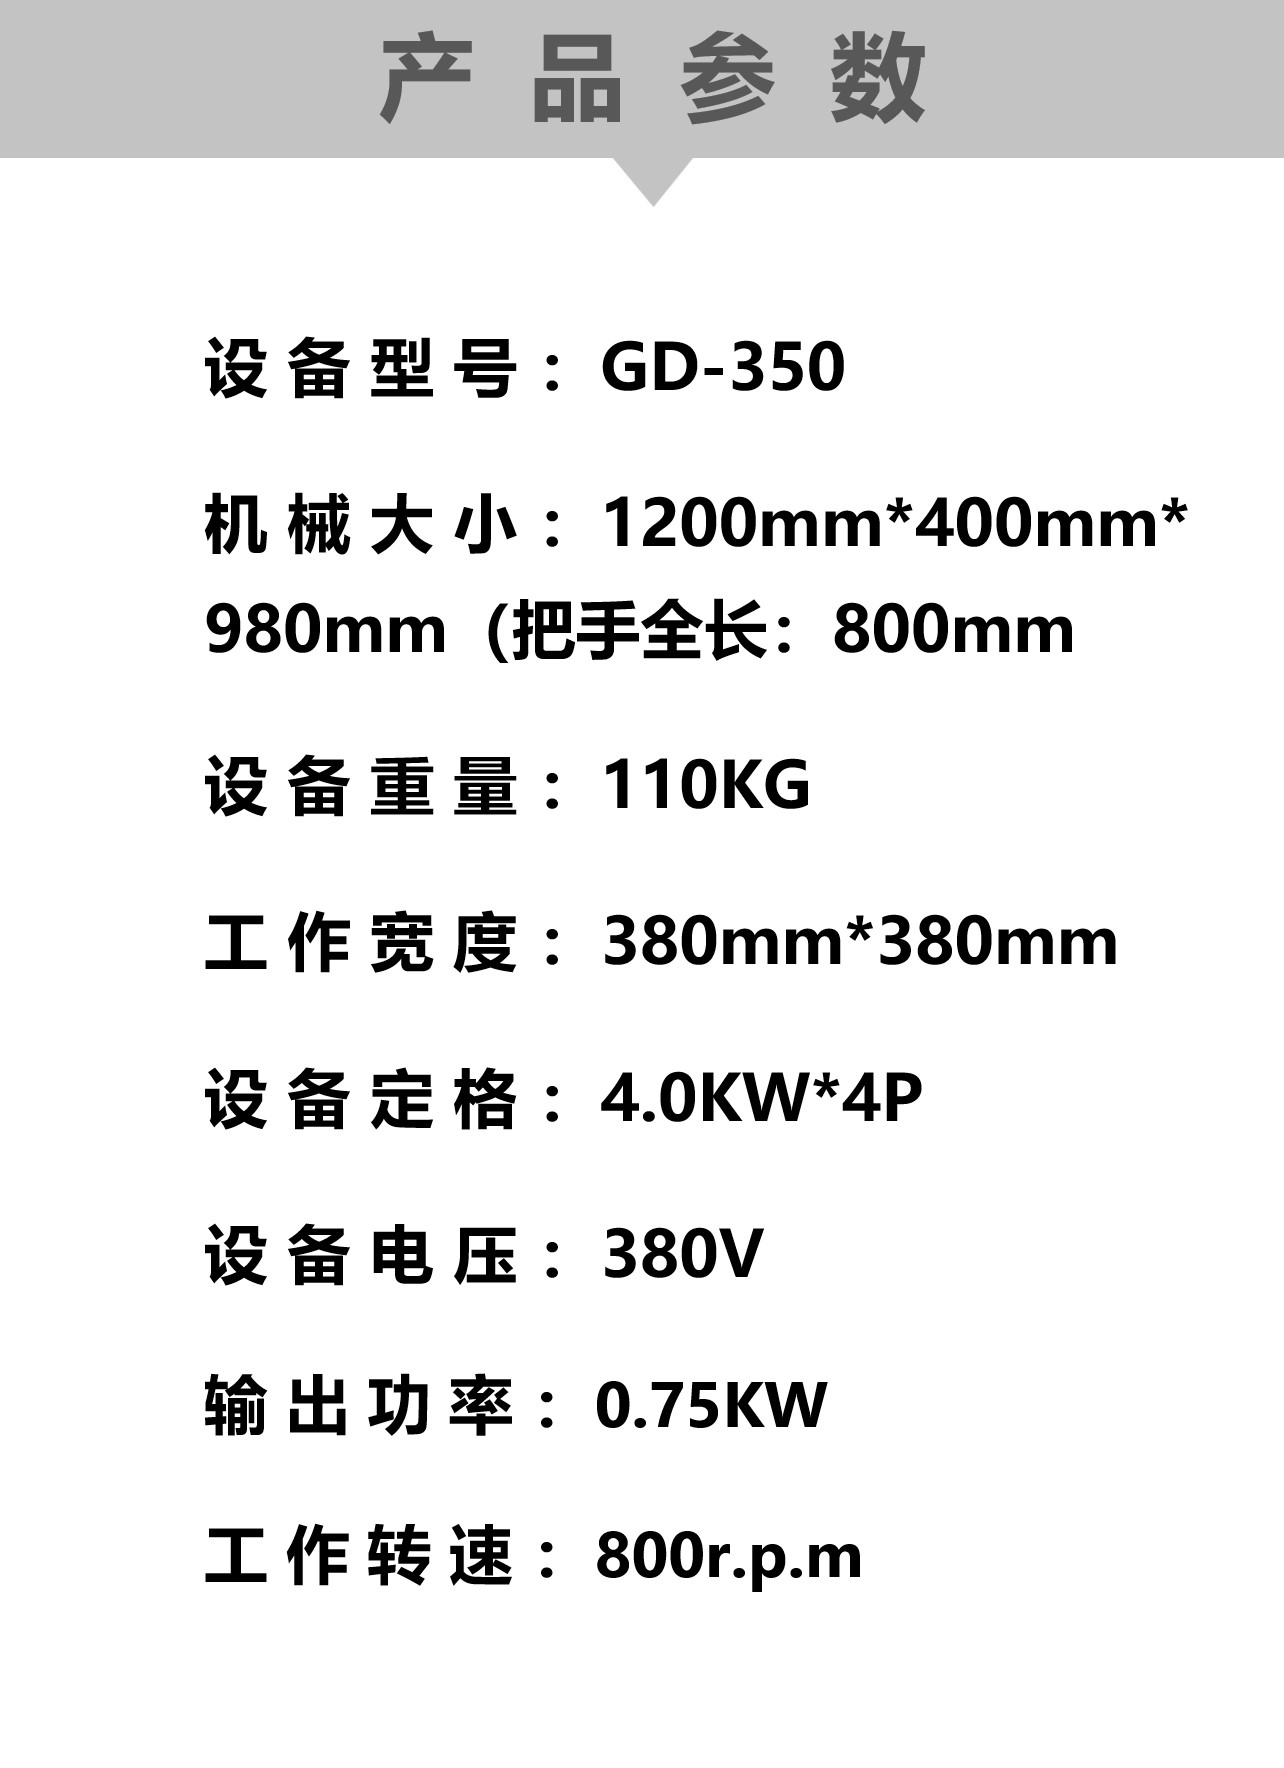 产品参数
设备型号：GD-350
机械大小：1200mm*400mm*
980mm（把手全长：800mm
设备重量：110KG
工作宽度：380mm*380mm
设备定格：4.0KW*4P
设备电压：380V
输出功率：0.75KW
工作转速：800r.p.m